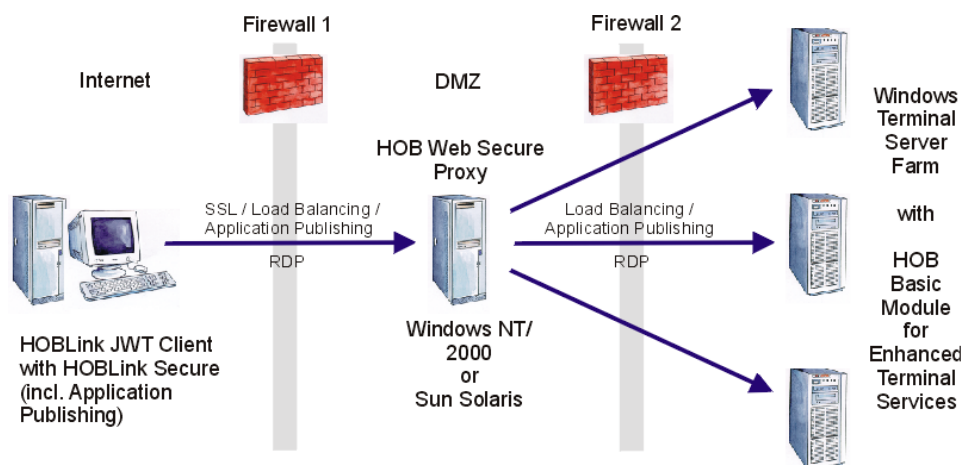 Firewall 1
Firewall 2
Internet
DMZ
Windows
Terminal
Server
Farm
HOB Web Secure
Proxy
SSL / Load Balancing /
Application Publishing
RDP
Load Balancing /
Application Publishing
RDP
with
HOB
Basic
Module
for
Enhanced
Terminal
Services
HOBLink JWT Client
with HOBLink Secure
(incl. Application
Publishing)
Windows NT/
2000
or
Sun Solaris